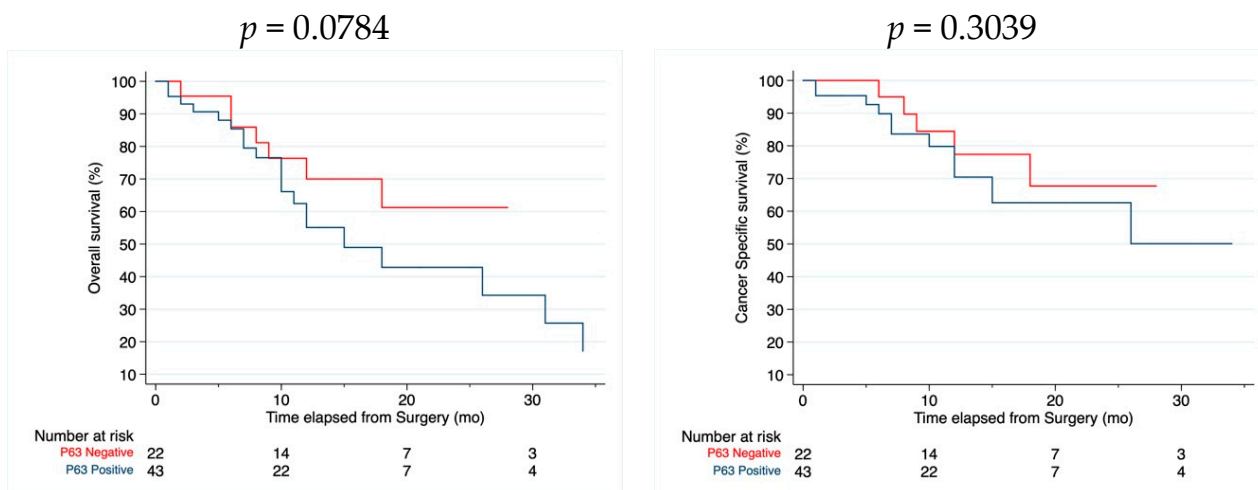 p = 0.0784
100
90
80
70
60
50
40
30
20
10
Overall survival (%)
0 10 20 30
Time elapsed from Surgery (mo)
Number at risk
P63 Negative 22 14 7 3
P63 Positive 43 22 7 4
p = 0.3039
100
90
80
70
60
50
40
30
20
10
Cancer Specific survival (%)
0 10 20 30
Time elapsed from Surgery (mo)
Number at risk
P63 Negative 22 14 7 3
P63 Positive 43 22 7 4